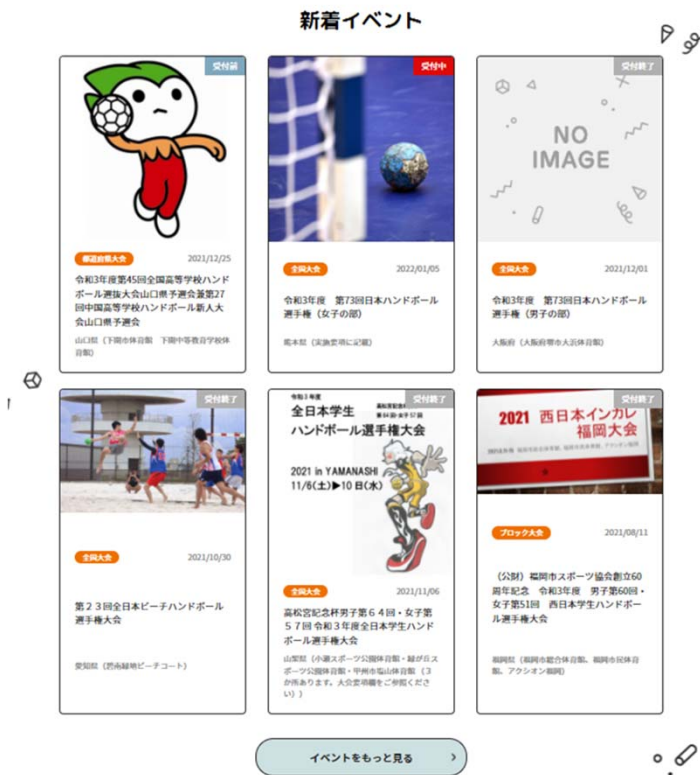 新着イベント
受付前
都道府県大会
2021/12/25
令和3年度第45回全国高等学校ハンド
ボール選抜大会山口県予選会兼第27
回中国高等学校ハンドボール新人大
会山口県予選会
山口県（下関市体育館　下関中等教育学校体
育館）
受付中
全国大会
2022/01/05
令和3年度　第73回日本ハンドボール
選手権（女子の部）
熊本県（実施要項に記載）
受付終了
NO
IMAGE
全国大会
2021/12/01
令和3年度　第73回日本ハンドボール
選手権（男子の部）
大阪府（大阪府堺市大浜体育館）
受付終了
全国大会
2021/10/30
第２３回全日本ビーチハンドボール
選手権大会
愛知県（碧南緑地ビーチコート）
受付終了
令和3年度
全日本学生
ハンドボール選手権大会
2021 in YAMANASHI
11/6(土)▶10日(水)
全国大会
2021/11/06
高松宮記念杯男子第６４回・女子第
５７回 令和３年度全日本学生ハンド
ボール選手権大会
山梨県（小瀬スポーツ公園体育館・緑が丘ス
ポーツ公園体育館・甲州市塩山体育館（３
か所あります。大会要項欄をご参照くださ
い））
受付終了
2021 西日本インカレ
福岡大会
ブロック大会
2021/08/11
（公財）福岡市スポーツ協会創立60
周年記念　令和3年度　男子第60回・
女子第51回　西日本学生ハンドボー
ル選手権大会
福岡県（福岡市総合体育館、福岡市民体育
館、アクシオン福岡）
イベントをもっと見る